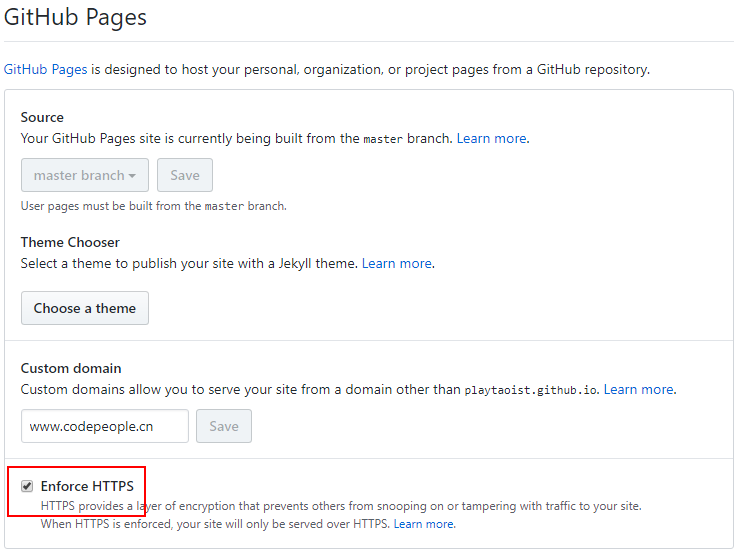 GitHub Pages
GitHub Pages is designed to host your personal, organization, or project pages from a GitHub repository.
Source
Your GitHub Pages site is currently being built from the master branch. Learn more.
master branch Save
User pages must be built from the master branch.
Theme Chooser
Select a theme to publish your site with a Jekyll theme. Learn more.
Choose a theme
Custom domain
Custom domains allow you to serve your site from a domain other than playtaoist.github.io. Learn more.
www.codepeople.cn Save
Enforce HTTPS
HTTPS provides a layer of encryption that prevents others from snooping on or tampering with traffic to your site.
When HTTPS is enforced, your site will only be served over HTTPS. Learn more.